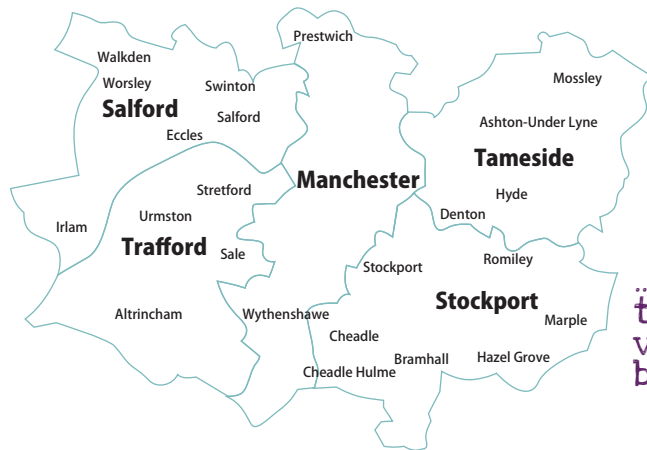 Prestwich
Walkden
Worsley
Swinton
Mossley
Salford
Salford
Eccles
Ashton-Under Lyne
Tameside
Manchester
Stretford
Hyde
Urmston
Denton
Irlam
Trafford
Sale
Romiley
Stockport
Stockport
Altrincham
Wythenshawe
Marple
Cheadle
Bramhall
Hazel Grove
Cheadle Hulme